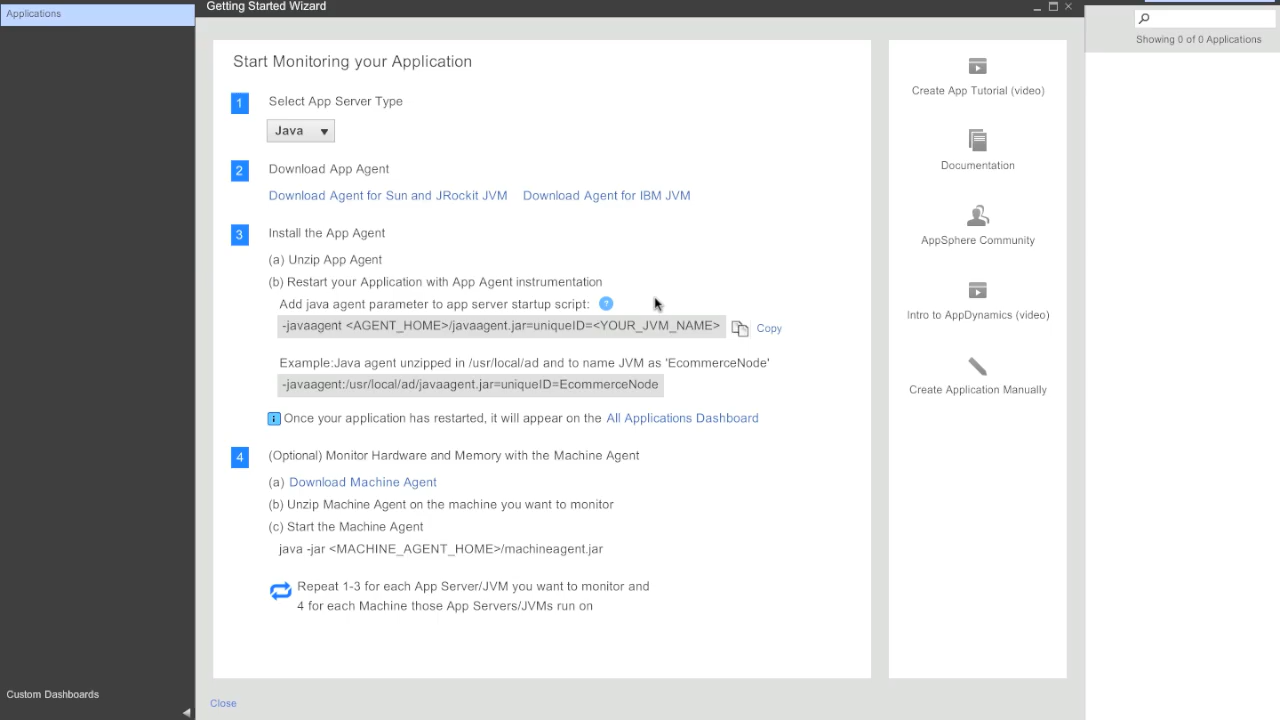 Applications
Getting Started Wizard
Showing 0 of 0 Applications
Start Monitoring your Application
1
Select App Server Type
Java
2
Download App Agent
Download Agent for Sun and JRockit JVM Download Agent for IBM JVM
3
Install the App Agent
(a) Unzip App Agent
(b) Restart your Application with App Agent instrumentation
Add java agent parameter to app server startup script: ?
-javaagent <AGENT_HOME>/javaagent.jar=uniqueID=<YOUR_JVM_NAME>
Copy
Example:Java agent unzipped in /usr/local/ad and to name JVM as 'EcommerceNode'
-javaagent:/usr/local/ad/javaagent.jar=uniqueID=EcommerceNode
i Once your application has restarted, it will appear on the All Applications Dashboard
4
(Optional) Monitor Hardware and Memory with the Machine Agent
(a) Download Machine Agent
(b) Unzip Machine Agent on the machine you want to monitor
(c) Start the Machine Agent
java -jar <MACHINE_AGENT_HOME>/machineagent.jar
Repeat 1-3 for each App Server/JVM you want to monitor and
4 for each Machine those App Servers/JVMs run on
Create App Tutorial (video)
Documentation
AppSphere Community
Intro to AppDynamics (video)
Create Application Manually
Custom Dashboards
Close